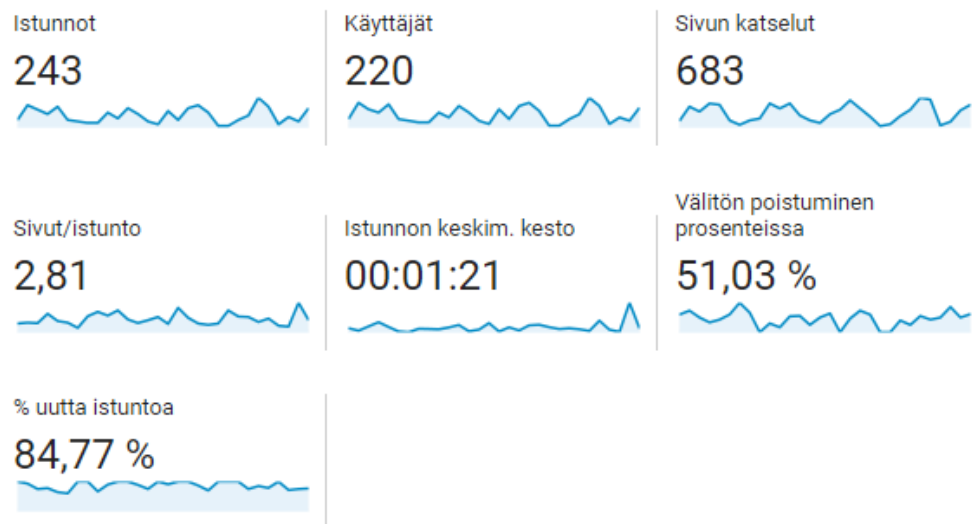 Istunnot
243
Käyttäjät
220
Sivun katselut
683
Sivut/istunto
2,81
Istunnon keskim. kesto
00:01:21
Välitön poistuminen
prosenteissa
51,03 %
% uutta istuntoa
84,77 %